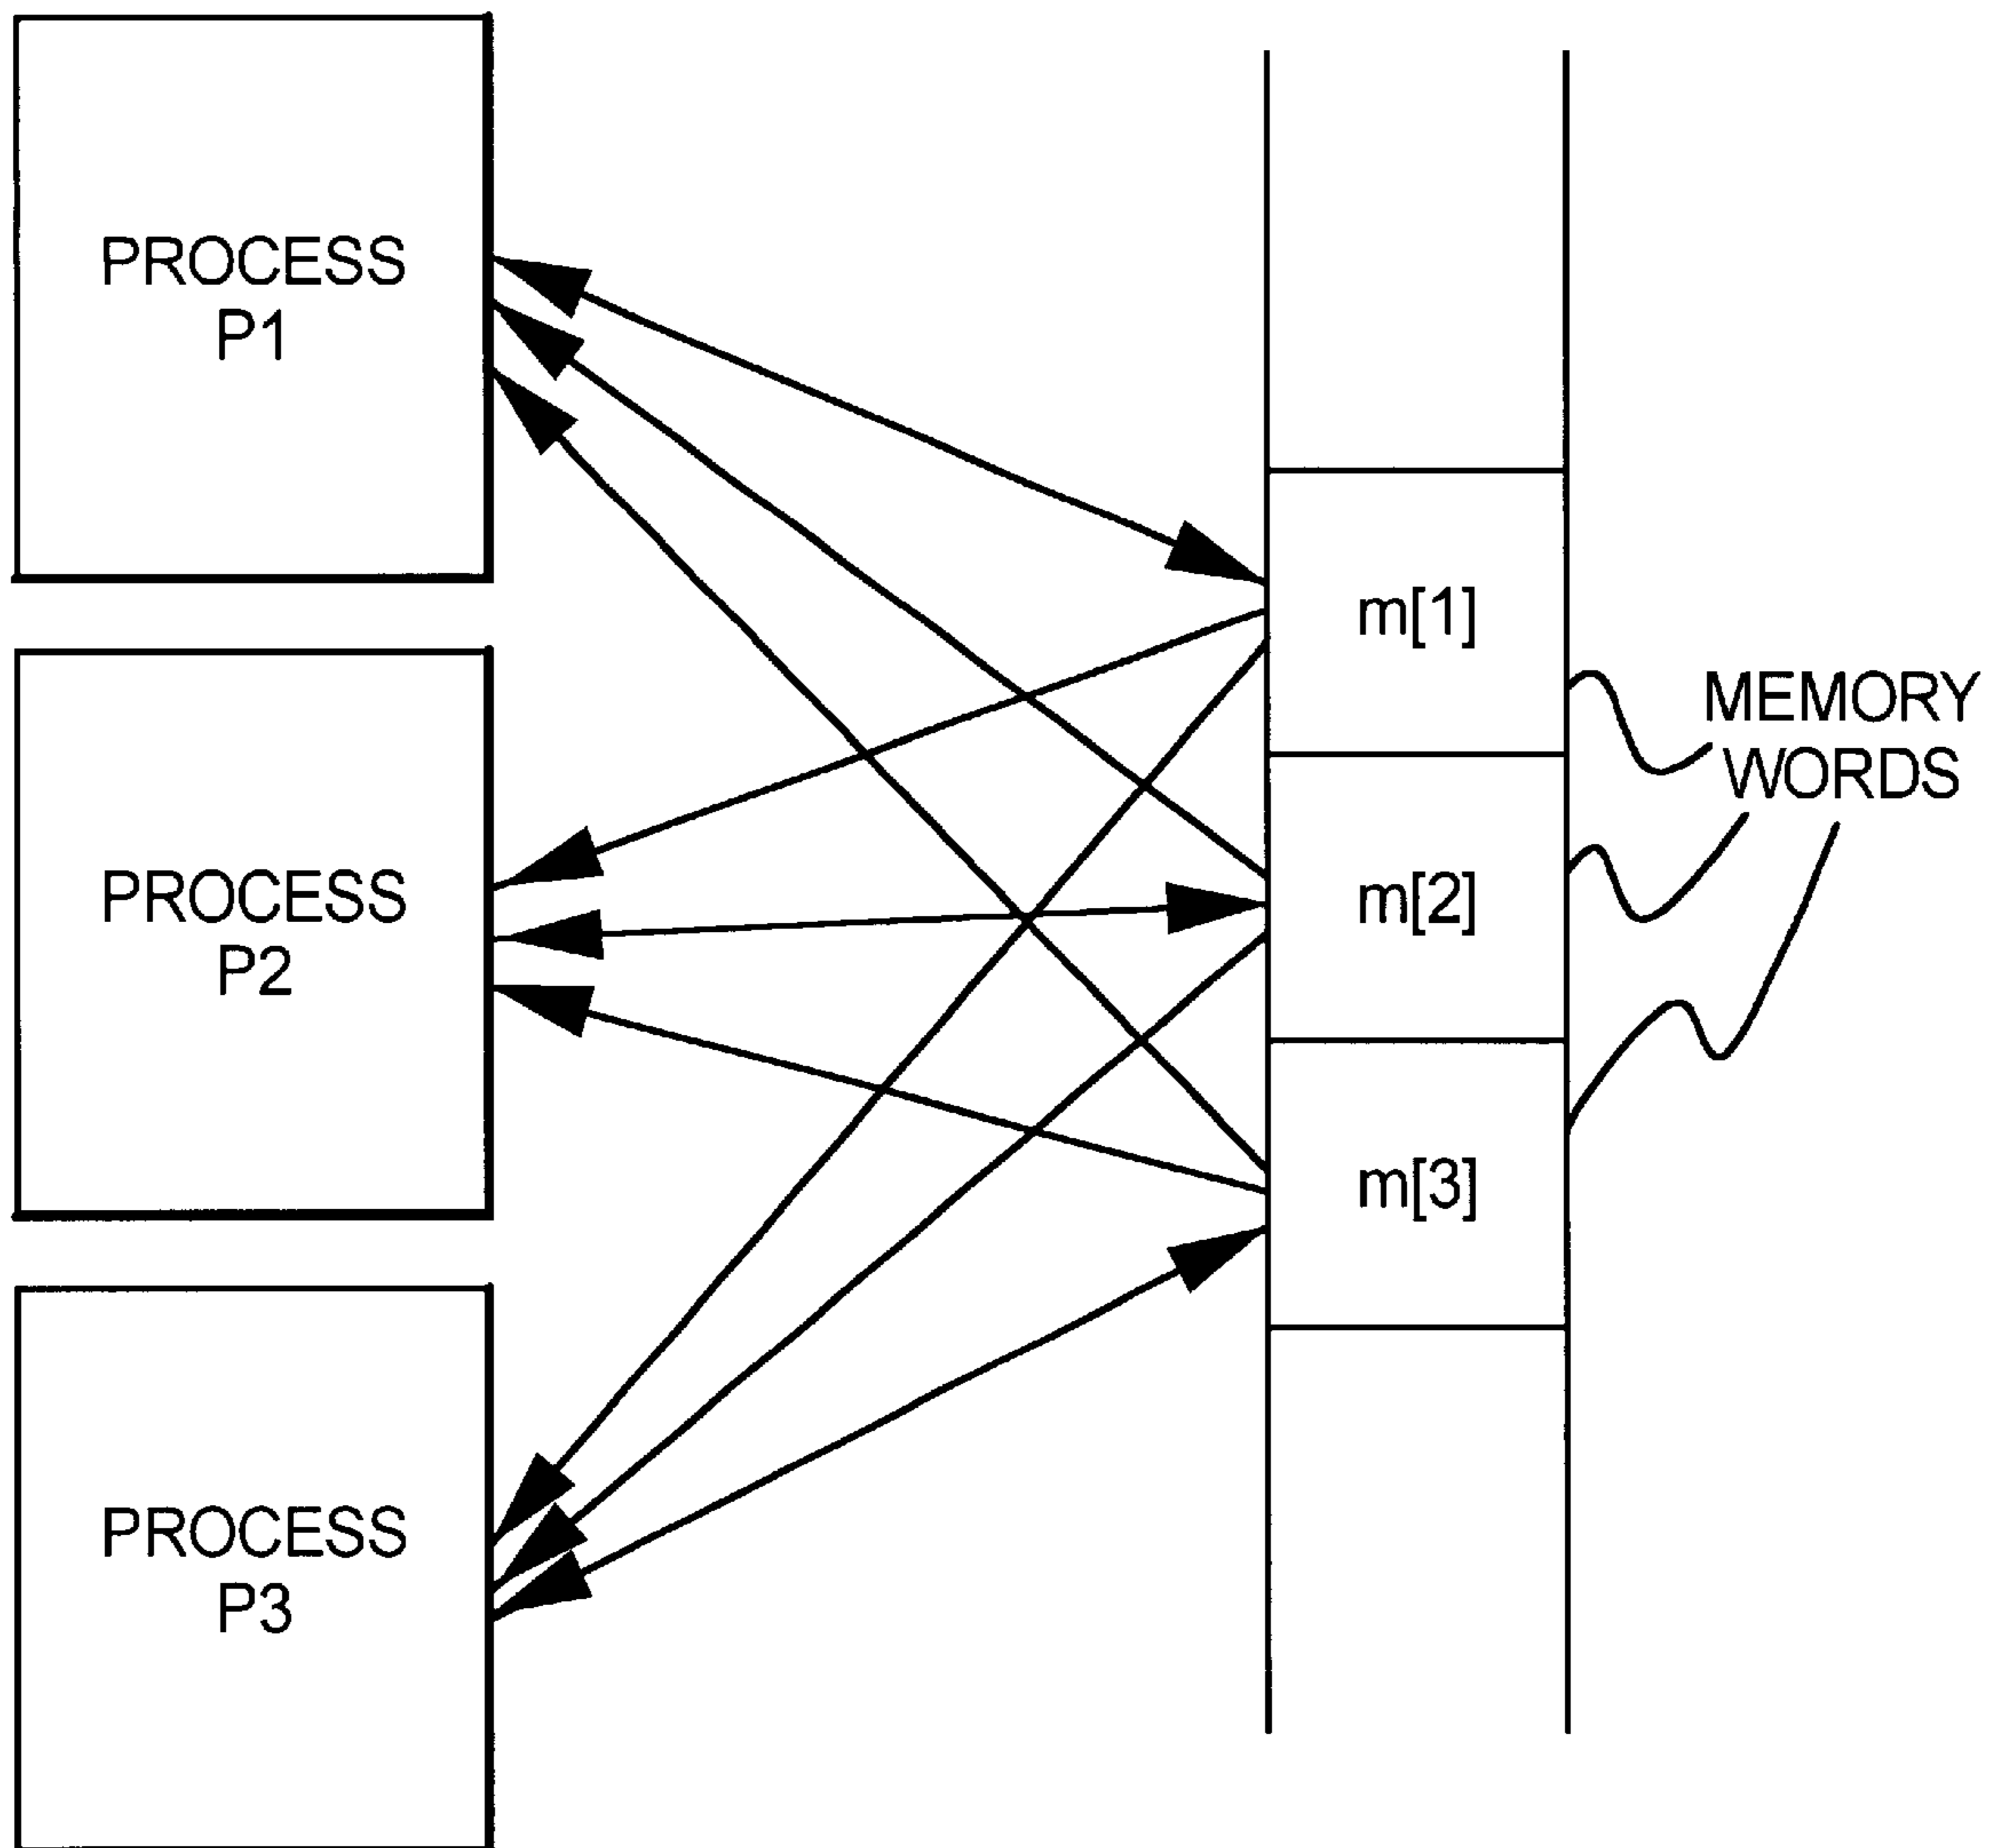 PROCESS
P1
m[1]
MEMORY
WORDS
PROCESS
P2
m[2]
m[3]
PROCESS
P3